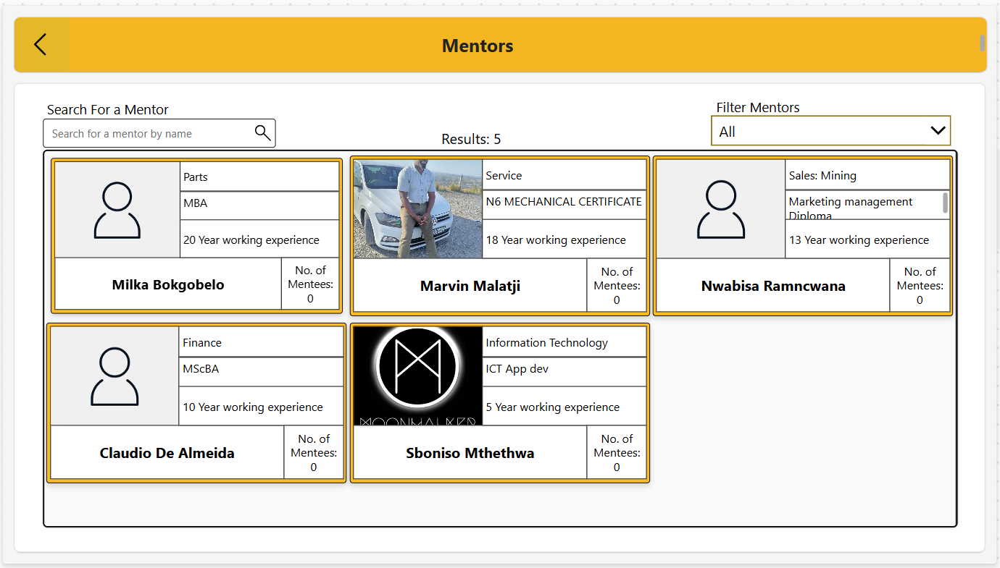 Mentors
Search For a Mentor
Search for a mentor by name
Results: 5
Filter Mentors
All
Parts
MBA
20 Year working experience
Milka Bokgobelo
No. of
Mentees:
0
Service
N6 MECHANICAL CERTIFICATE
18 Year working experience
Marvin Malatji
No. of
Mentees:
0
Sales: Mining
Marketing management
Diploma
13 Year working experience
Nwabisa Ramncwana
No. of
Mentees:
0
Finance
MScBA
10 Year working experience
Claudio De Almeida
No. of
Mentees:
0
MOONWALKER
Information Technology
ICT App dev
5 Year working experience
Sboniso Mthethwa
No. of
Mentees:
0